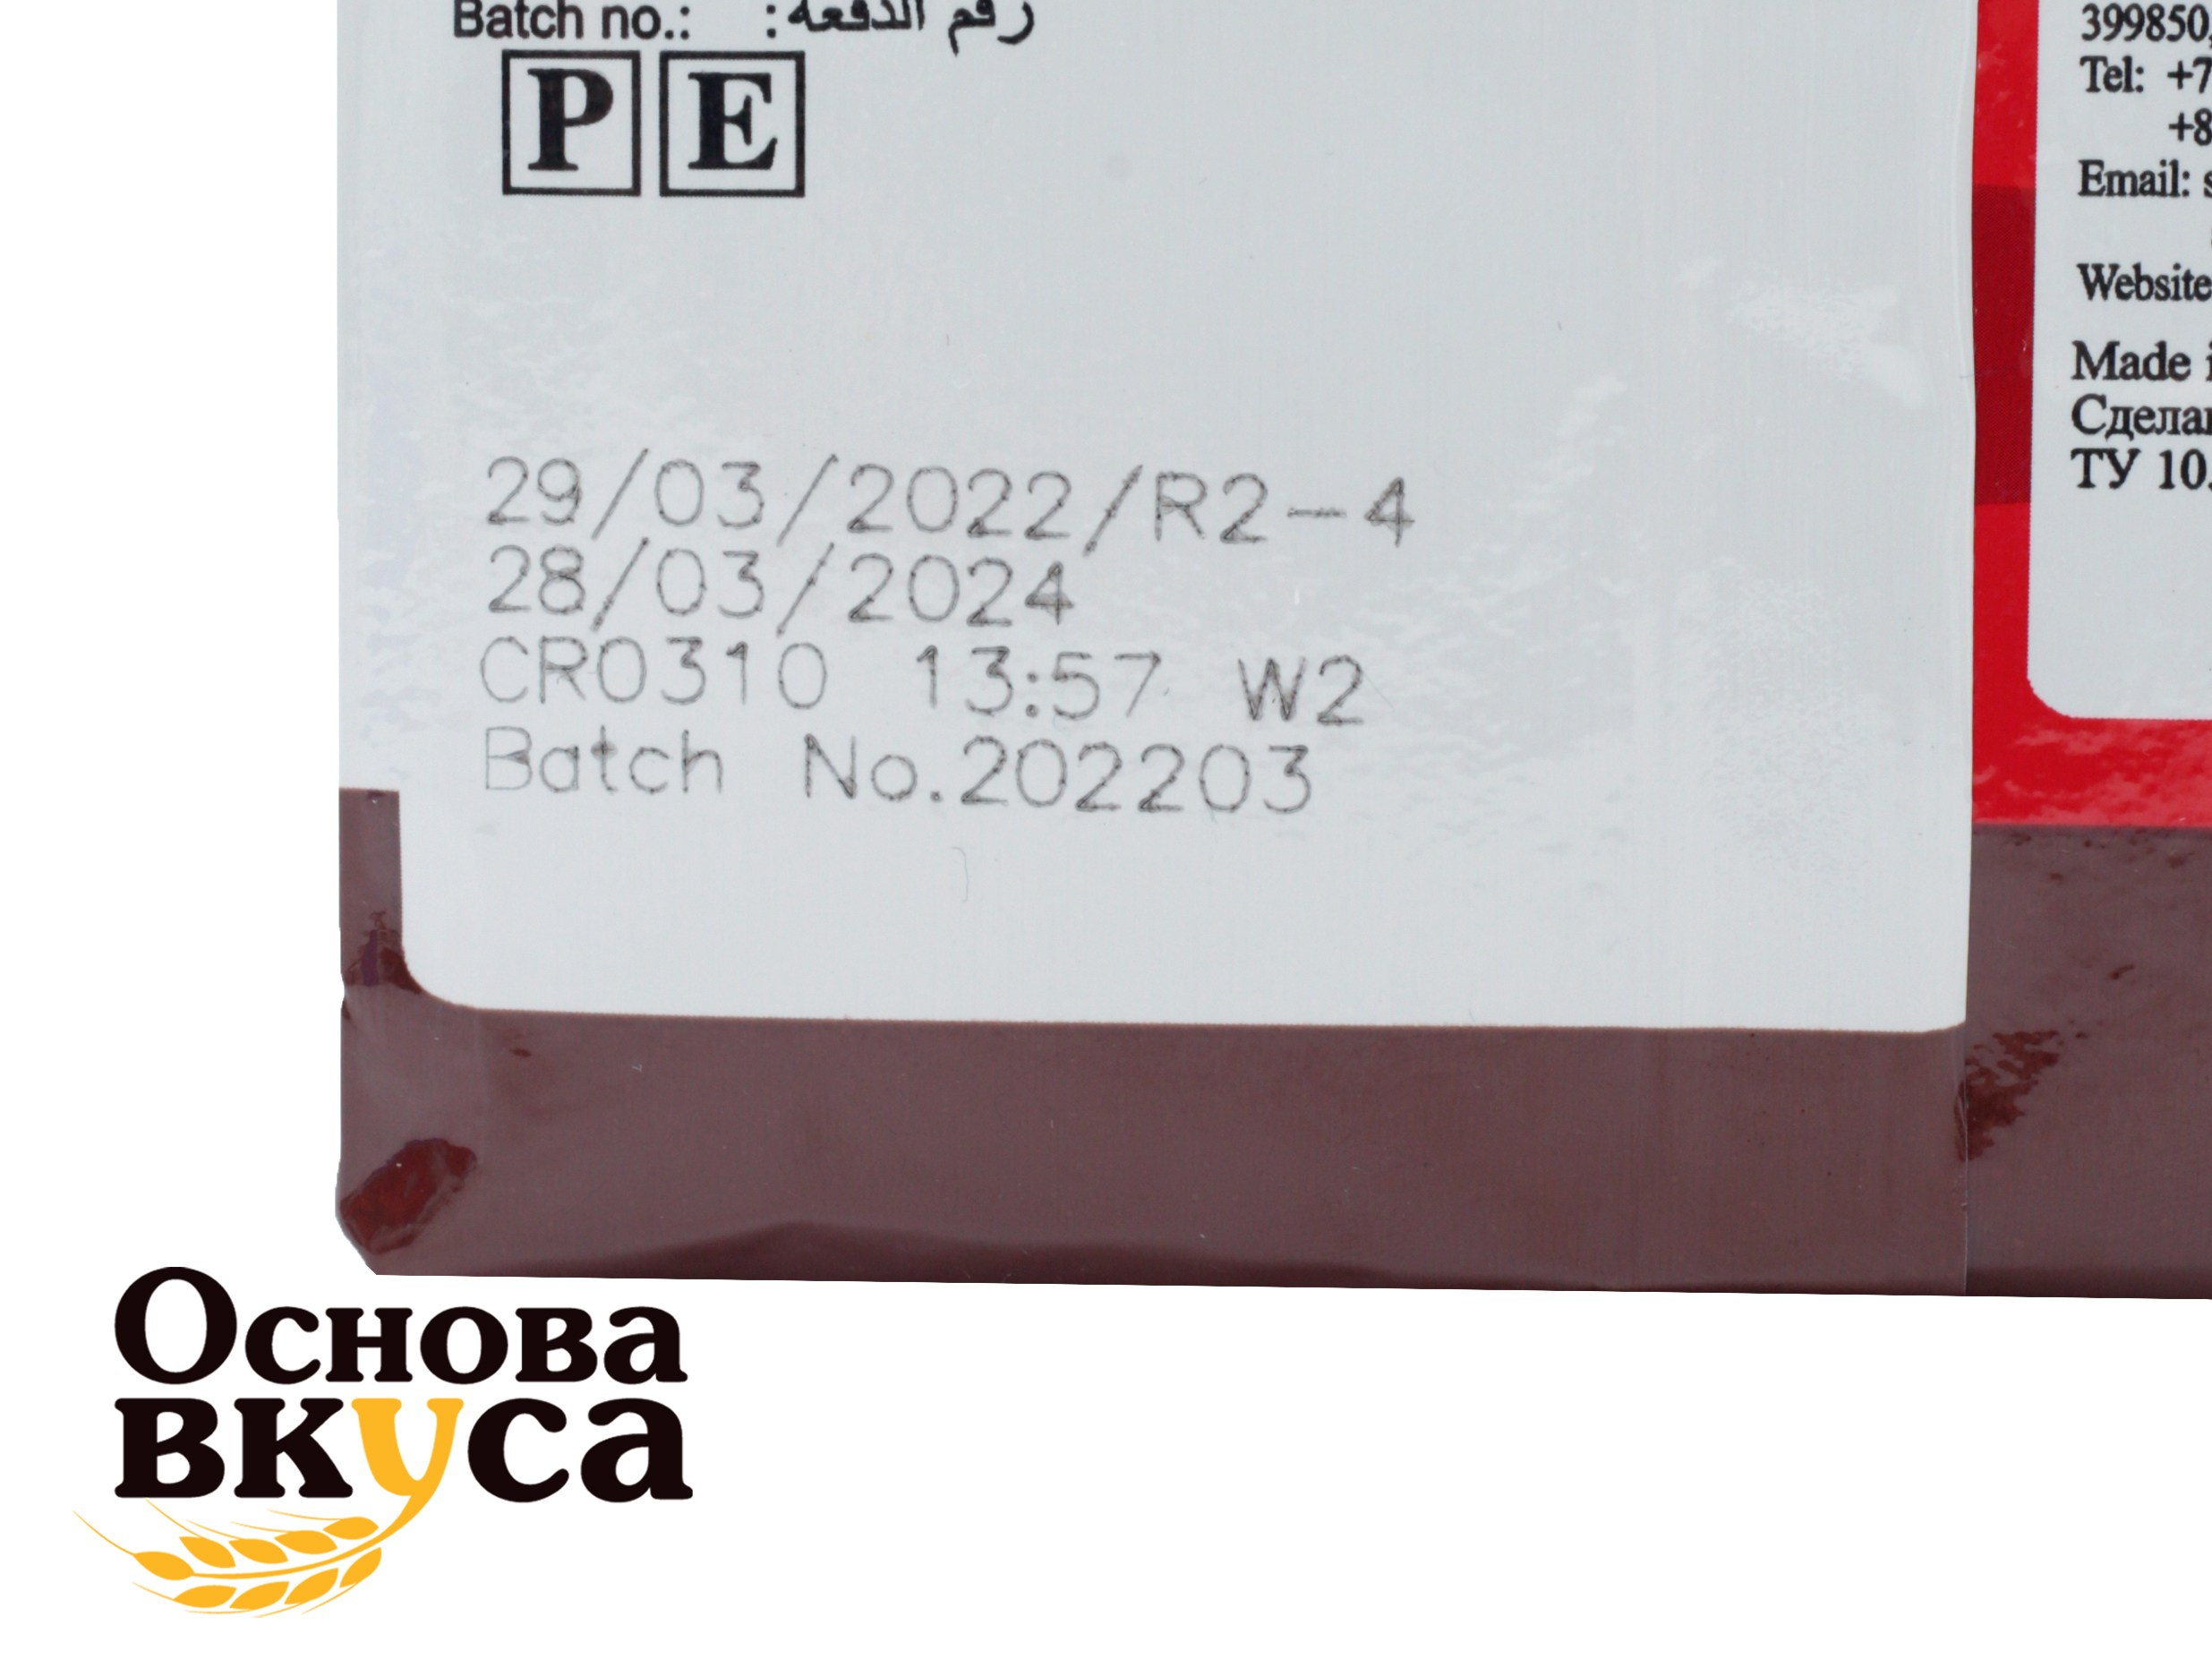 Batch no.: رقم الدفعة:
P E
29/03/2022/R2-4
28/03/2024
CR0310 13:57 W2
Batch No.202203
399850,
Tel: +7
+8
Email:
Website
Made
ТУ 10.
Основа
вкуса